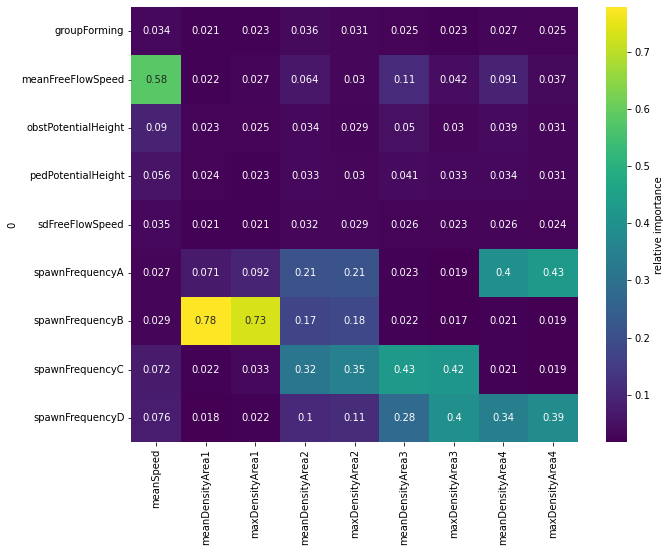 groupForming 0.034 0.021 0.023 0.036 0.031 0.025 0.023 0.027 0.025
meanFreeFlowSpeed 0.58 0.022 0.027 0.064 0.03 0.11 0.042 0.091 0.037
obstPotentialHeight 0.09 0.023 0.025 0.034 0.029 0.05 0.03 0.039 0.031
pedPotentialHeight 0.056 0.024 0.023 0.033 0.03 0.041 0.033 0.034 0.031
sdFreeFlowSpeed 0.035 0.021 0.021 0.032 0.029 0.026 0.023 0.026 0.024
spawnFrequencyA 0.027 0.071 0.092 0.21 0.21 0.023 0.019 0.4 0.43
spawnFrequencyB 0.029 0.78 0.73 0.17 0.18 0.022 0.017 0.021 0.019
spawnFrequencyC 0.072 0.022 0.033 0.32 0.35 0.43 0.42 0.021 0.019
spawnFrequencyD 0.076 0.018 0.022 0.1 0.11 0.28 0.4 0.34 0.39
0
meanSpeed
meanDensityArea1
maxDensityArea1
meanDensityArea2
maxDensityArea2
meanDensityArea3
maxDensityArea3
meanDensityArea4
maxDensityArea4
0.7
0.6
0.5
0.4
0.3
0.2
0.1
relative importance